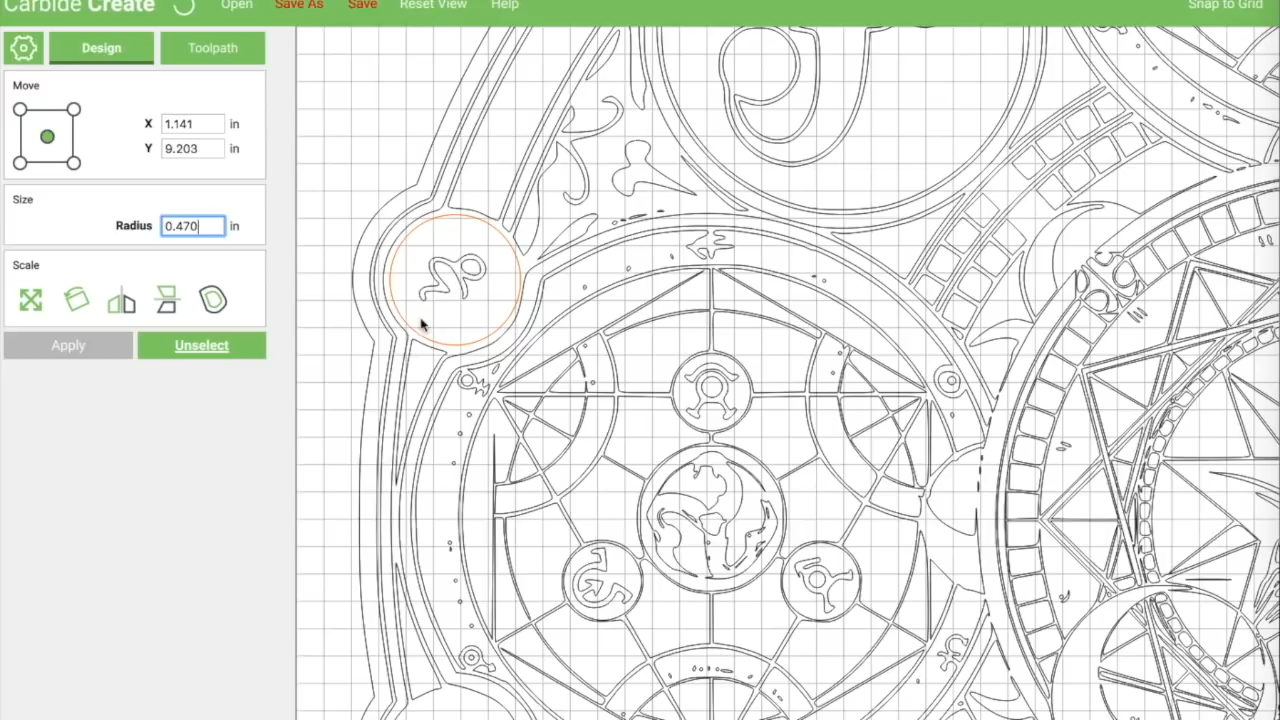 Carbide Create Open Save As Save Reset View Help Snap to Grid
Design Toolpath
Move
X 1.141 in
Y 9.203 in
Size
Radius 0.470 in
Scale
Apply Unselect